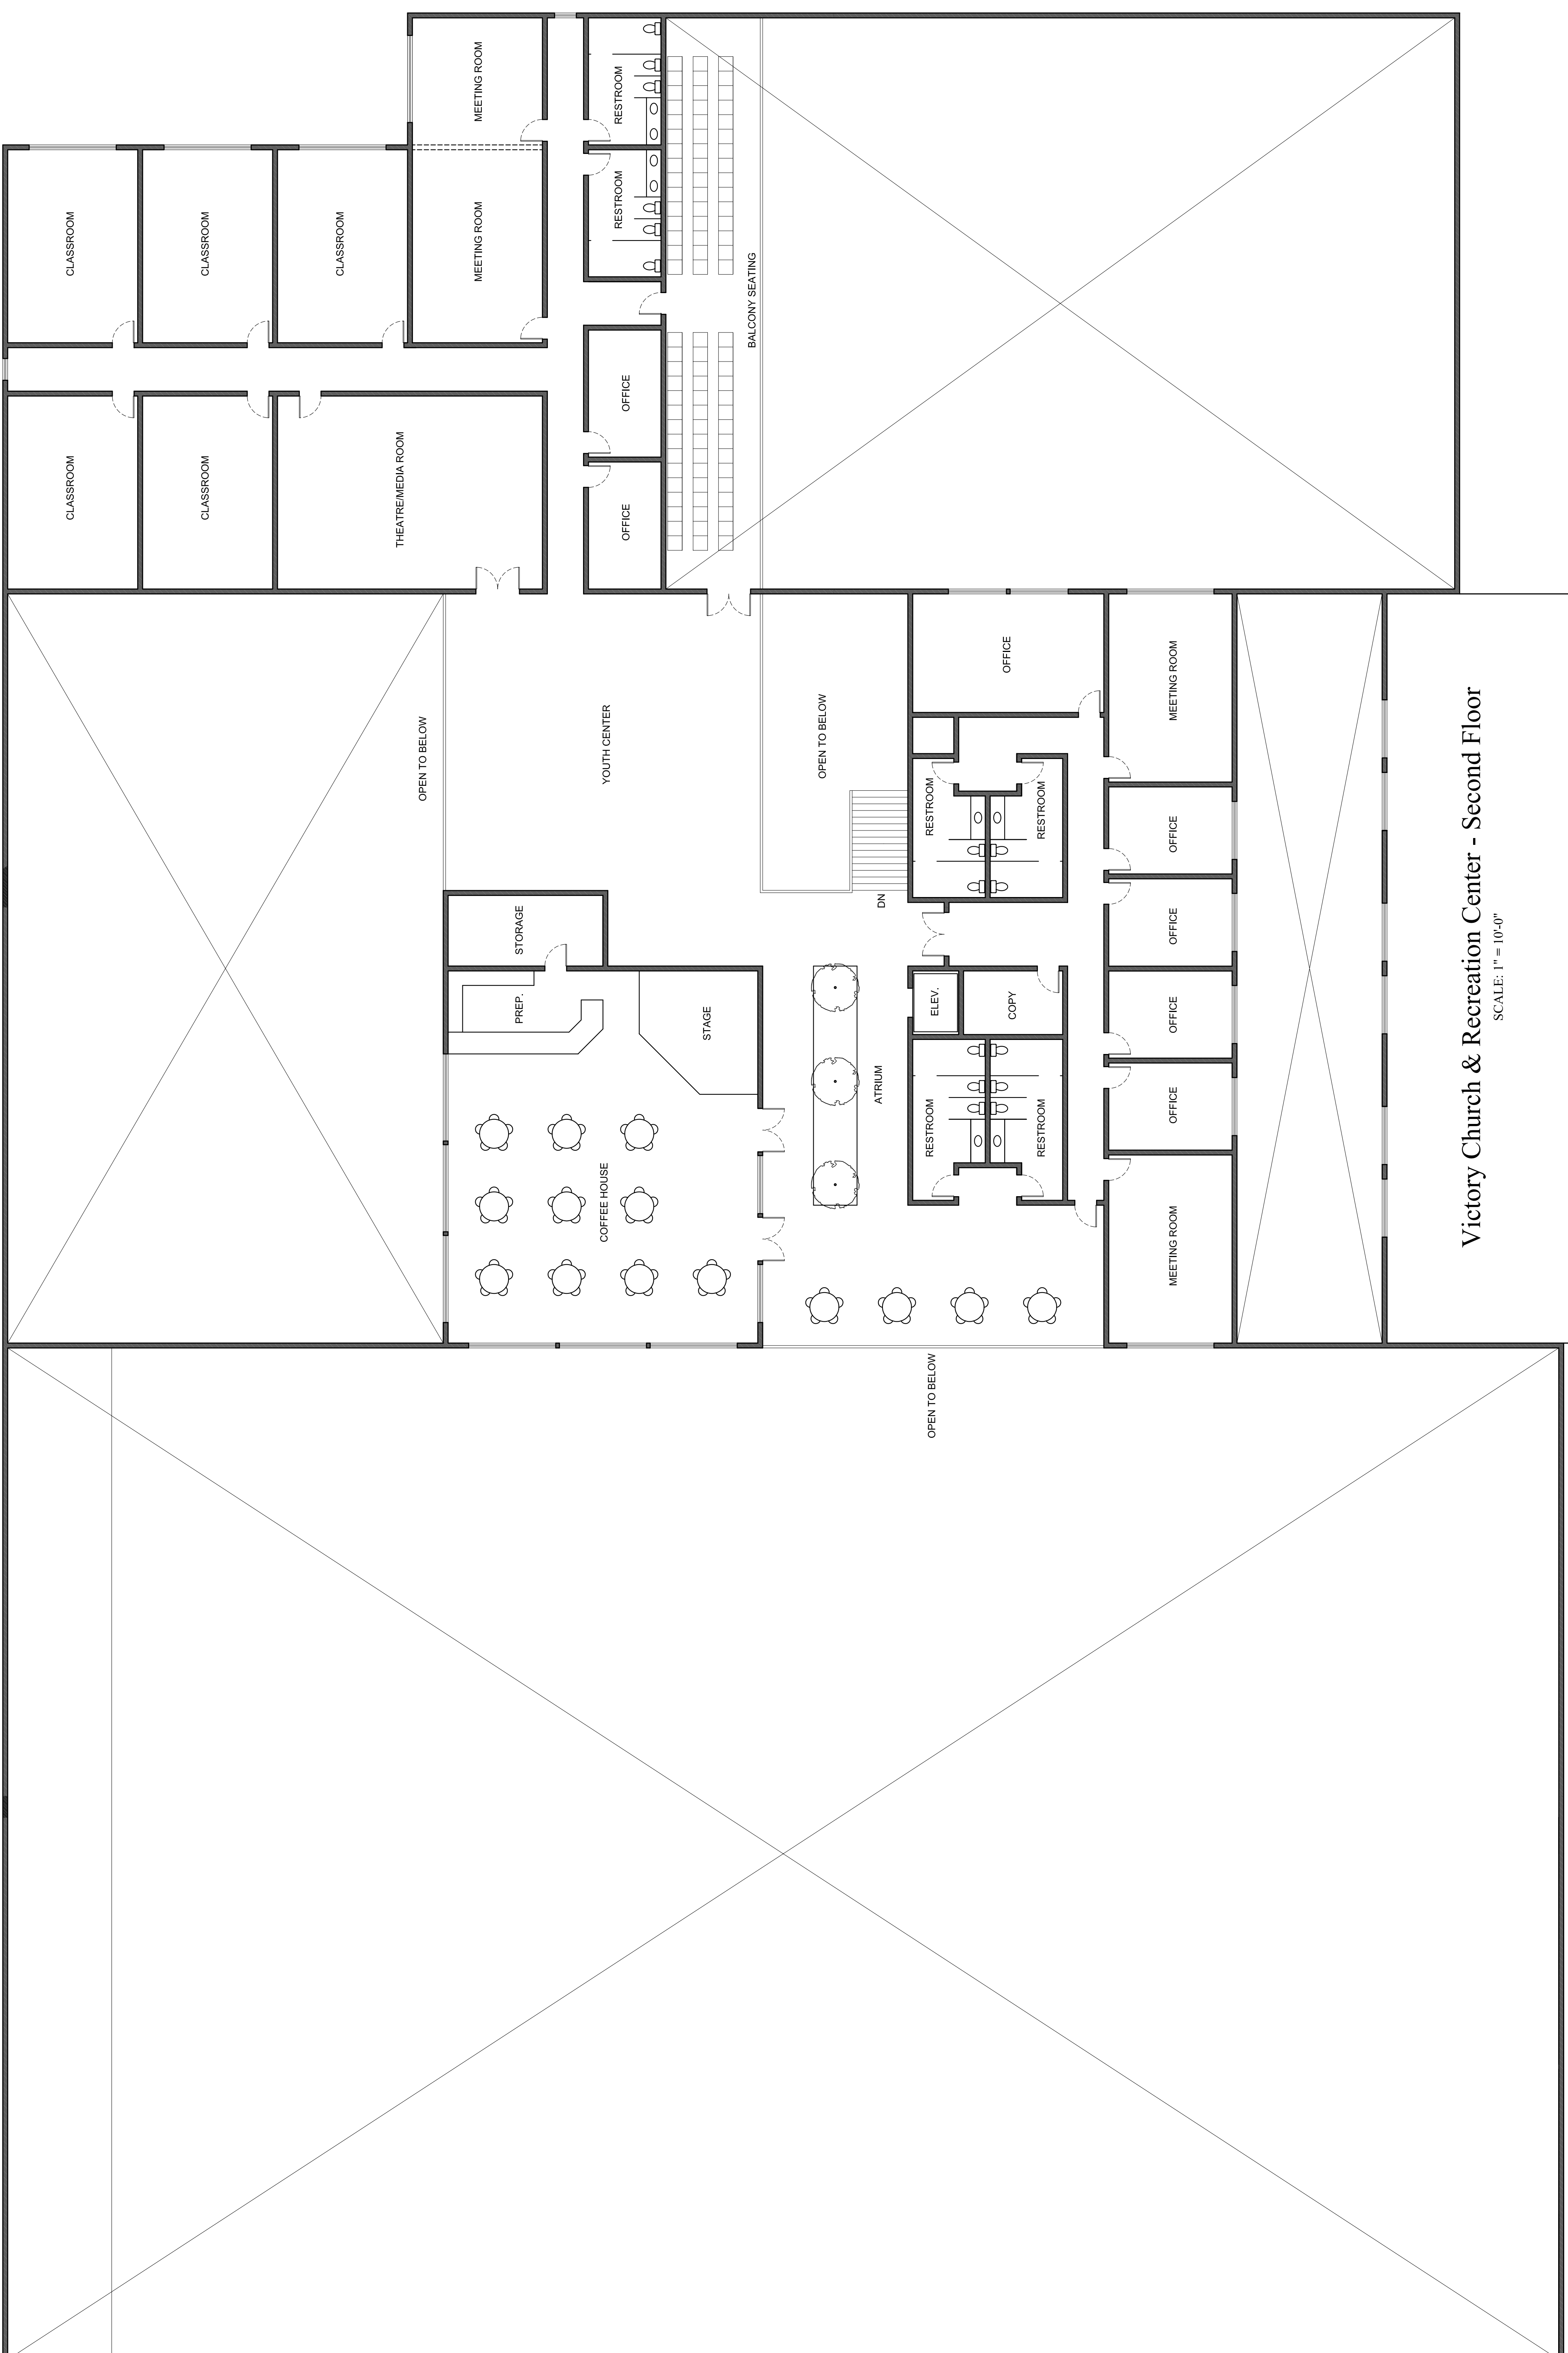 MEETING ROOM
RESTROOM
CLASSROOM
CLASSROOM
CLASSROOM
MEETING ROOM
RESTROOM
BALCONY SEATING
CLASSROOM
CLASSROOM
THEATRE/MEDIA ROOM
OFFICE
OFFICE
OPEN TO BELOW
YOUTH CENTER
OPEN TO BELOW
OFFICE
MEETING ROOM
RESTROOM
RESTROOM
OFFICE
DN
STORAGE
OFFICE
PREP.
STAGE
ELEV.
COPY
OFFICE
ATRIUM
RESTROOM
RESTROOM
OFFICE
COFFEE HOUSE
MEETING ROOM
OPEN TO BELOW
Victory Church & Recreation Center - Second Floor
SCALE: 1" = 10'-0"